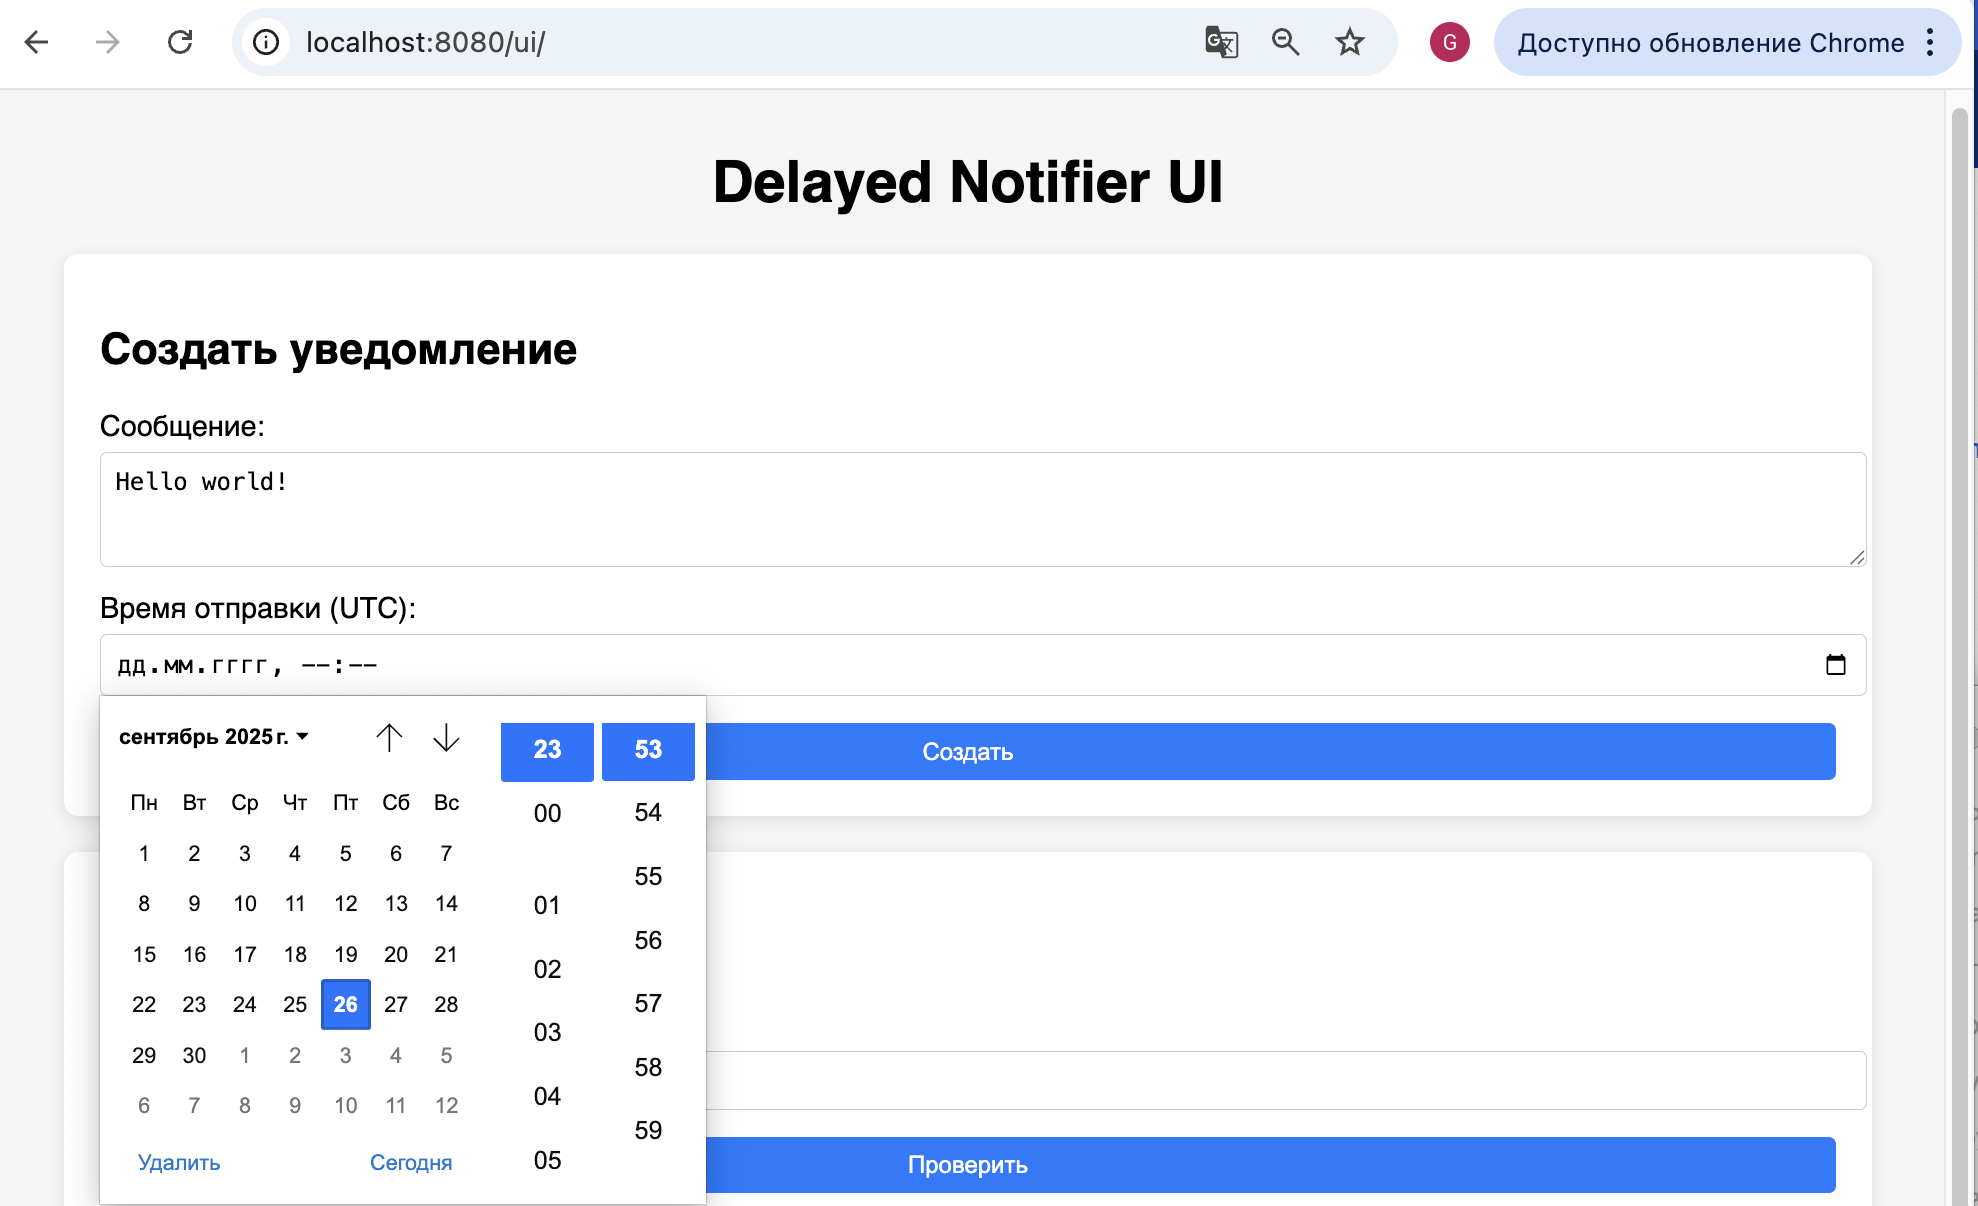 localhost:8080/ui/
G
Доступно обновление Chrome
Delayed Notifier UI
Создать уведомление
Сообщение:
Hello world!
Время отправки (UTC):
дд.мм.гггг, --:--
сентябрь 2025 г.
Пн Вт Ср Чт Пт Сб Вс
1 2 3 4 5 6 7
8 9 10 11 12 13 14
15 16 17 18 19 20 21
22 23 24 25 26 27 28
29 30 1 2 3 4 5
6 7 8 9 10 11 12
Удалить Сегодня
23
00
01
02
03
04
05
53
54
55
56
57
58
59
Создать
Проверить